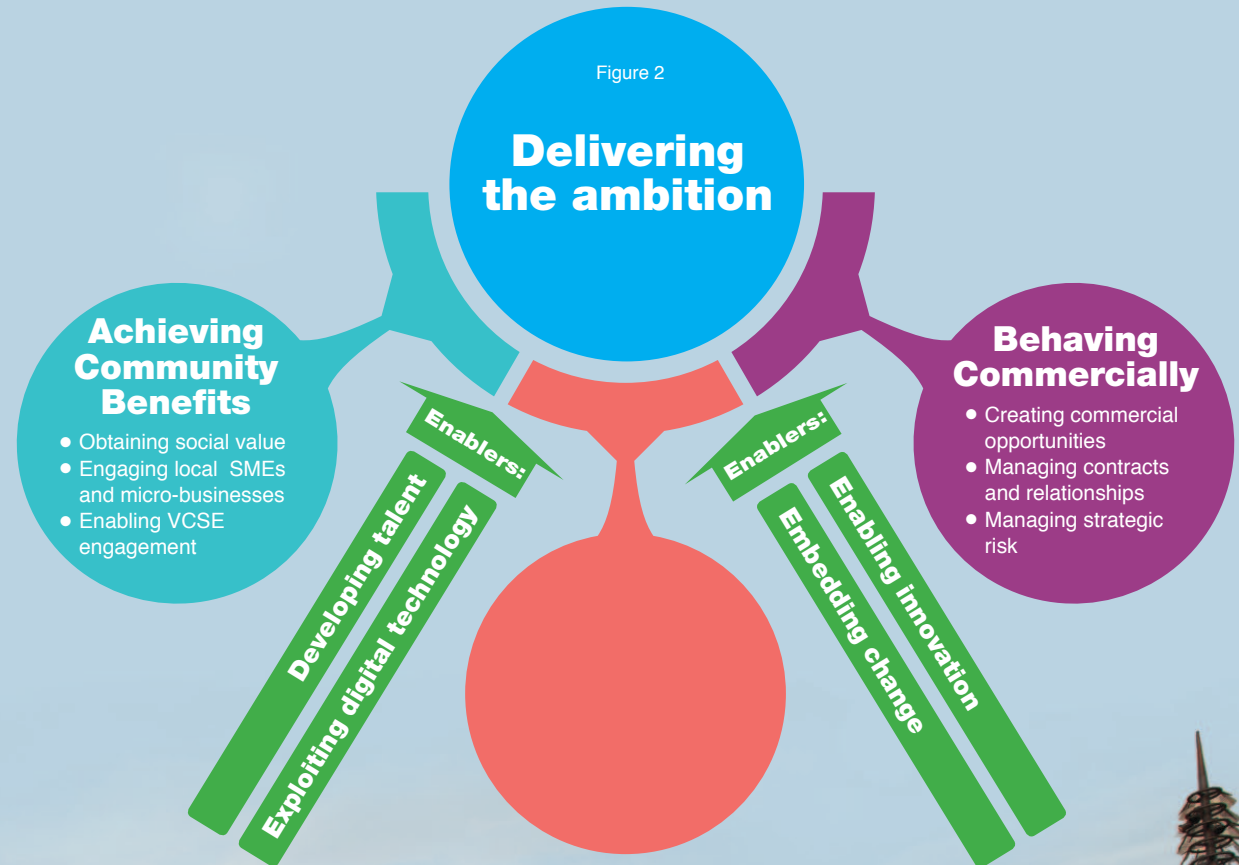 Figure 2
Delivering
the ambition
Achieving
Community
Benefits
● Obtaining social value
● Engaging local SMEs
and micro-businesses
● Enabling VCSE
engagement
Behaving
Commercially
● Creating commercial
opportunities
● Managing contracts
and relationships
● Managing strategic
risk
Enablers:
Developing talent
Exploiting digital technology
Enablers:
Embedding change
Enabling innovation